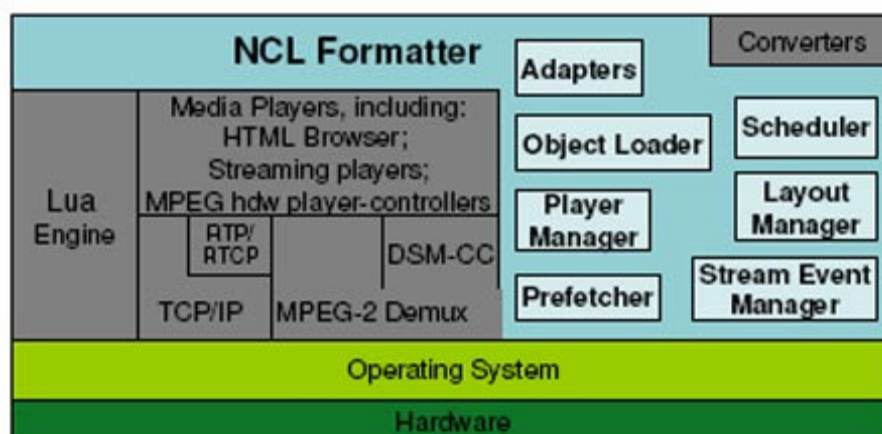 NCL Formatter
Converters
Adapters
Media Players, including:
HTML Browser;
Streaming players;
MPEG hdw player-controllers
Object Loader
Scheduler
Lua
Engine
Player
Manager
Layout
Manager
RTP/
RTCP
DSM-CC
TCP/IP
MPEG-2 Demux
Prefetcher
Stream Event
Manager
Operating System
Hardware